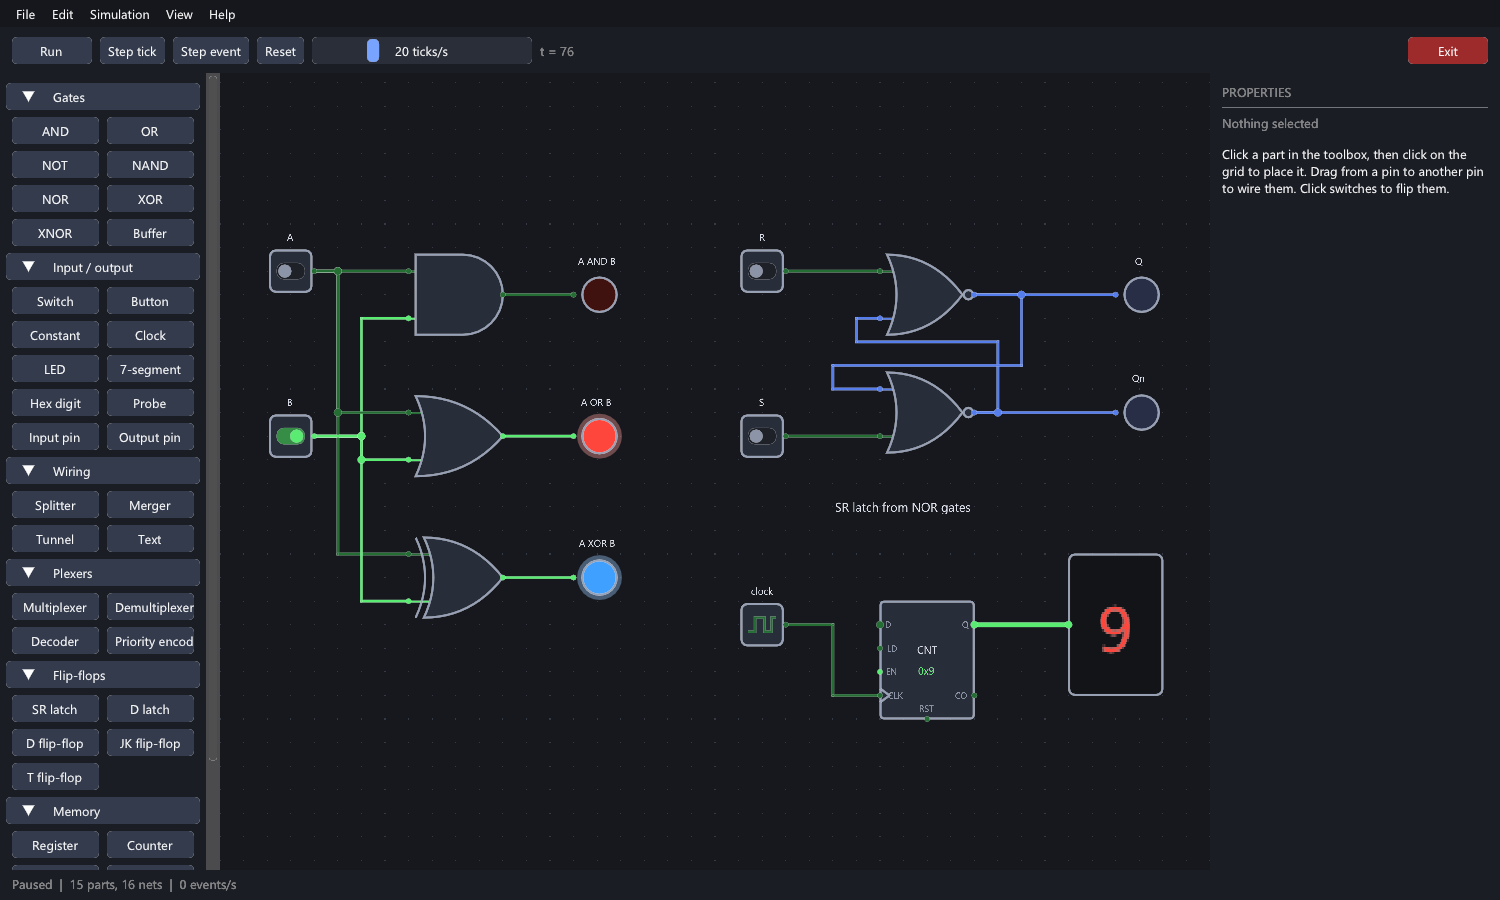 File Edit Simulation View Help
Run Step tick Step event Reset 20 ticks/s t = 76 Exit
Gates
AND OR
NOT NAND
NOR XOR
XNOR Buffer
Input / output
Switch Button
Constant Clock
LED 7-segment
Hex digit Probe
Input pin Output pin
Wiring
Splitter Merger
Tunnel Text
Plexers
Multiplexer Demultiplexer
Decoder Priority encod
Flip-flops
SR latch D latch
D flip-flop JK flip-flop
T flip-flop
Memory
Register Counter
A
A AND B
B
A OR B
A XOR B
R
Q
S
Qn
SR latch from NOR gates
clock
D Q
LD CNT
EN 0x9
CLK CO
RST
9
PROPERTIES
Nothing selected
Click a part in the toolbox, then click on the
grid to place it. Drag from a pin to another pin
to wire them. Click switches to flip them.
Paused | 15 parts, 16 nets | 0 events/s